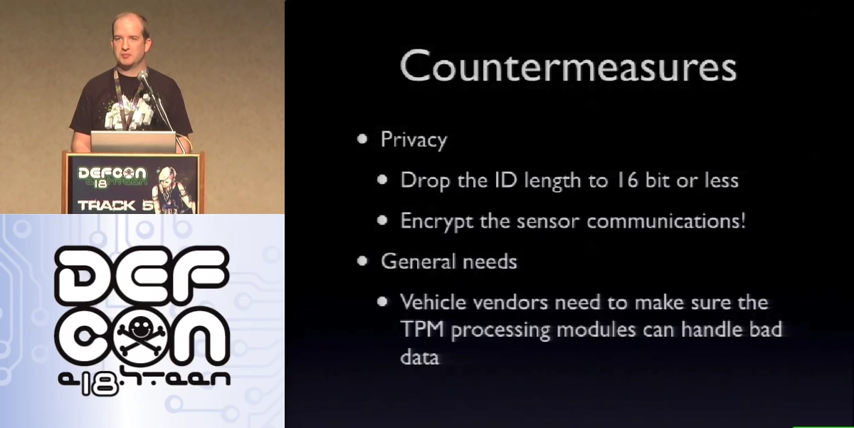 Countermeasures
• Privacy
• Drop the ID length to 16 bit or less
• Encrypt the sensor communications!
• General needs
• Vehicle vendors need to make sure the
TPM processing modules can handle bad
data
DEFCON
18
TRACK 5
DEF
CON
e18hteen